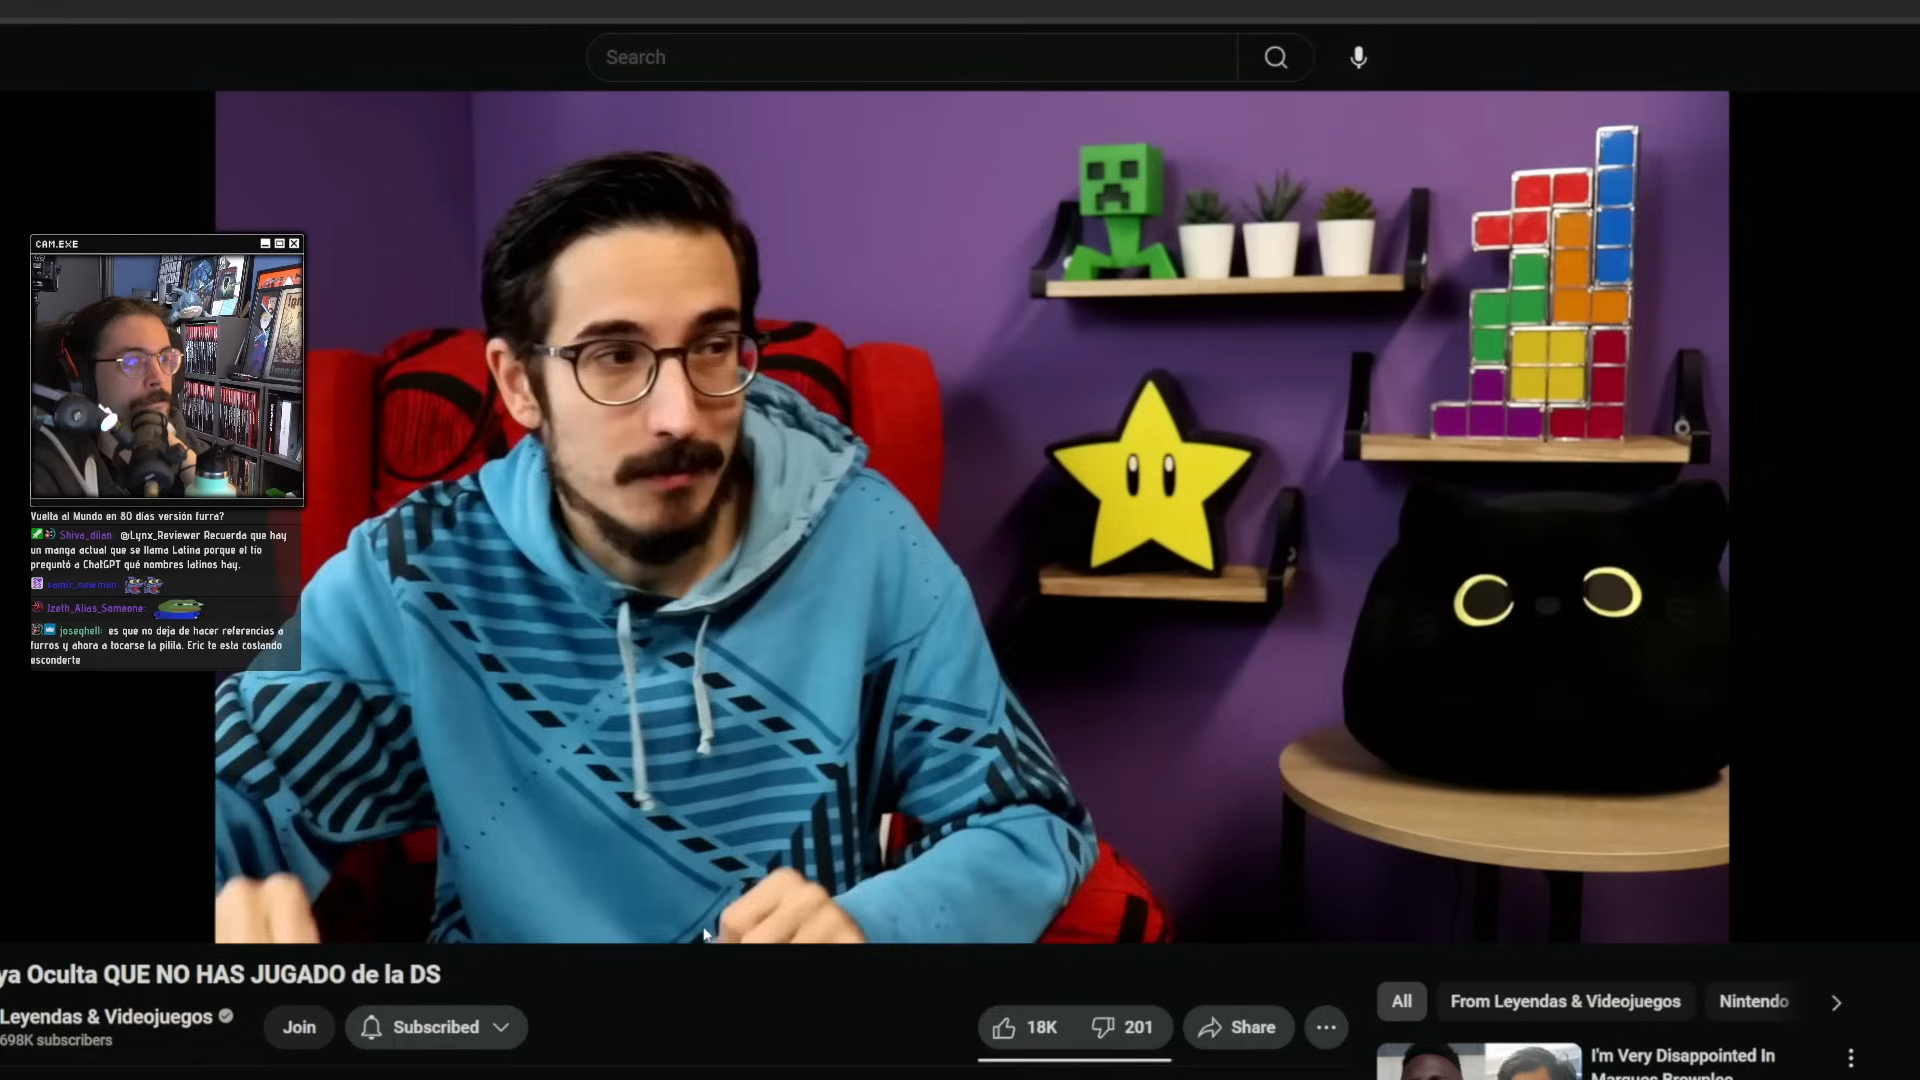 Search
CAM.EXE
Vuelta al Mundo en 80 días versión furra?
Shiva_dilan: @Lynx_Reviewer Recuerda que hay
un manga actual que se llama Latina porque el tío
preguntó a ChatGPT qué nombres latinos hay.
samir_newman:
Izeth_Alias_Someone:
joseghell: es que no deja de hacer referencias a
furros y ahora a tocarse la pilila. Eric te esta costando
esconderte
ya Oculta QUE NO HAS JUGADO de la DS
Leyendas & Videojuegos
698K subscribers
Join
Subscribed
18K
201
Share
All
From Leyendas & Videojuegos
Nintendo
I'm Very Disappointed In
Marques Brownlee